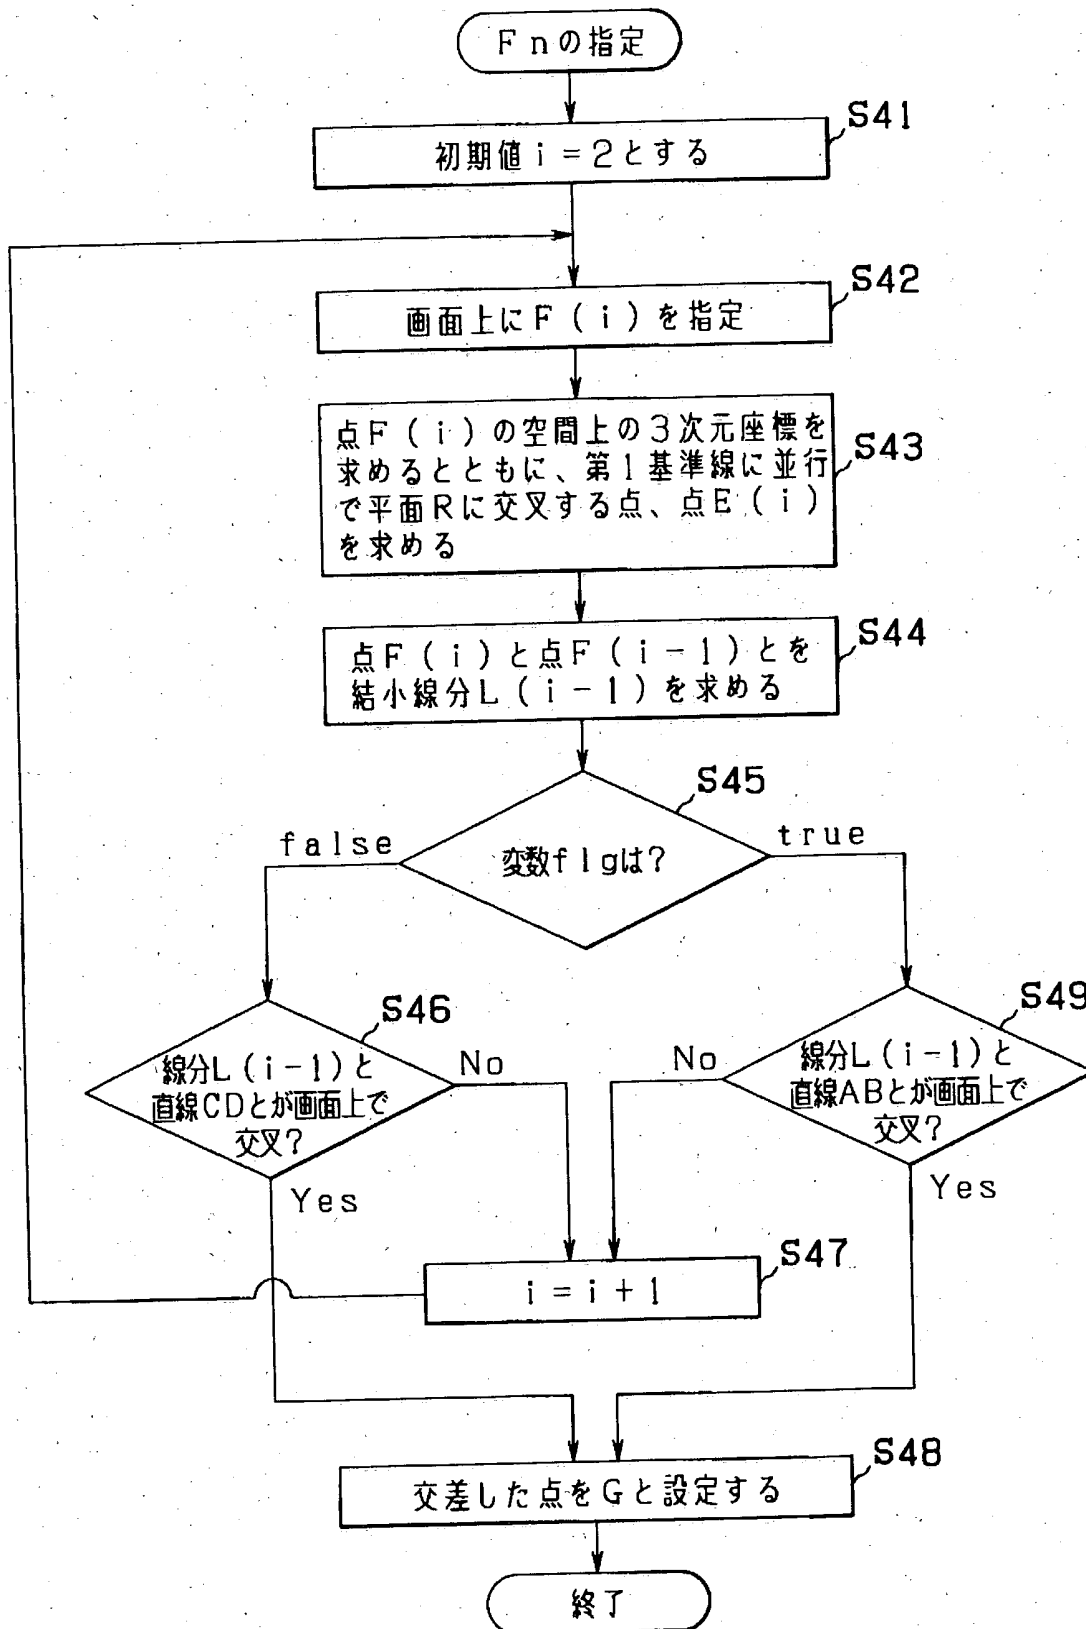 Fnの指定
S41
初期値i=2とする
S42
画面上にF(i)を指定
S43
点F(i)の空間上の3次元座標を
求めるとともに、第1基準線に並行
で平面Rに交叉する点、点E(i)
を求める
S44
点F(i)と点F(i-1)とを
結小線分L(i-1)を求める
S45
変数flgは?
false
true
S46
線分L(i-1)と
直線CDとが画面上で
交叉?
No
Yes
S49
線分L(i-1)と
直線ABとが画面上で
交叉?
No
Yes
S47
i=i+1
S48
交差した点をGと設定する
終了